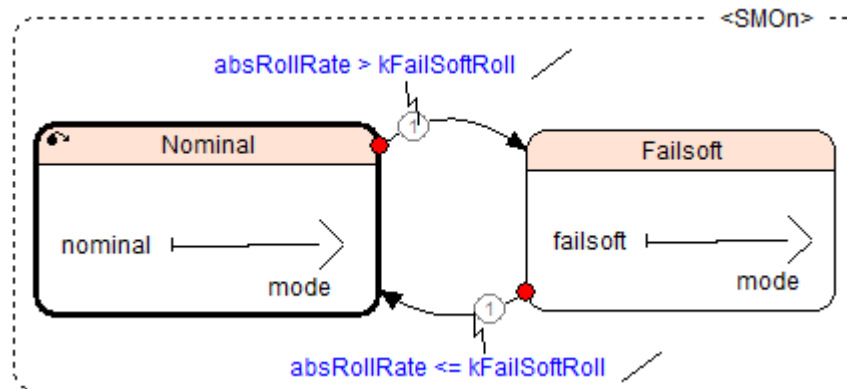 <SMOn>
absRollRate > kFailSoftRoll
1
Nominal
Failsoft
nominal
failsoft
mode
mode
1
absRollRate <= kFailSoftRoll